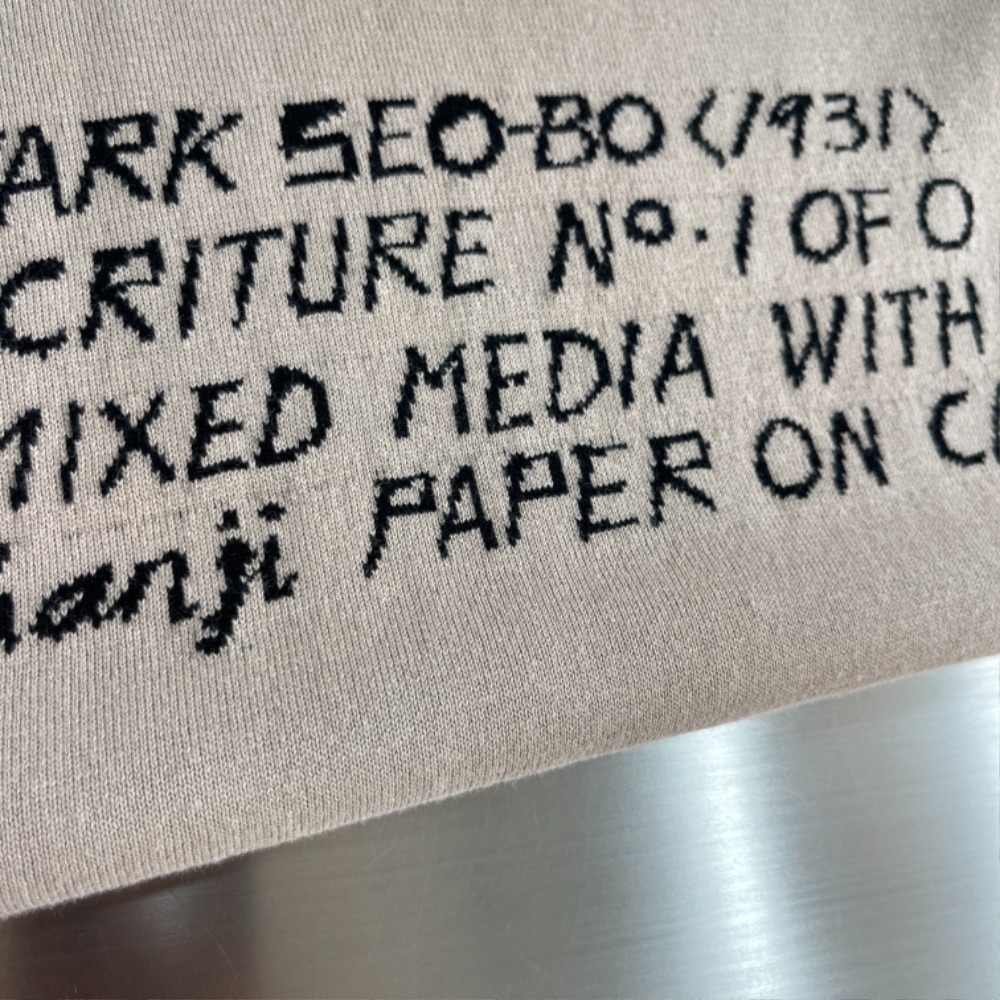 ARK SEO-BO (1931)
CRITURE Nº.1 OF O
MIXED MEDIA WITH
anji PAPER ON C